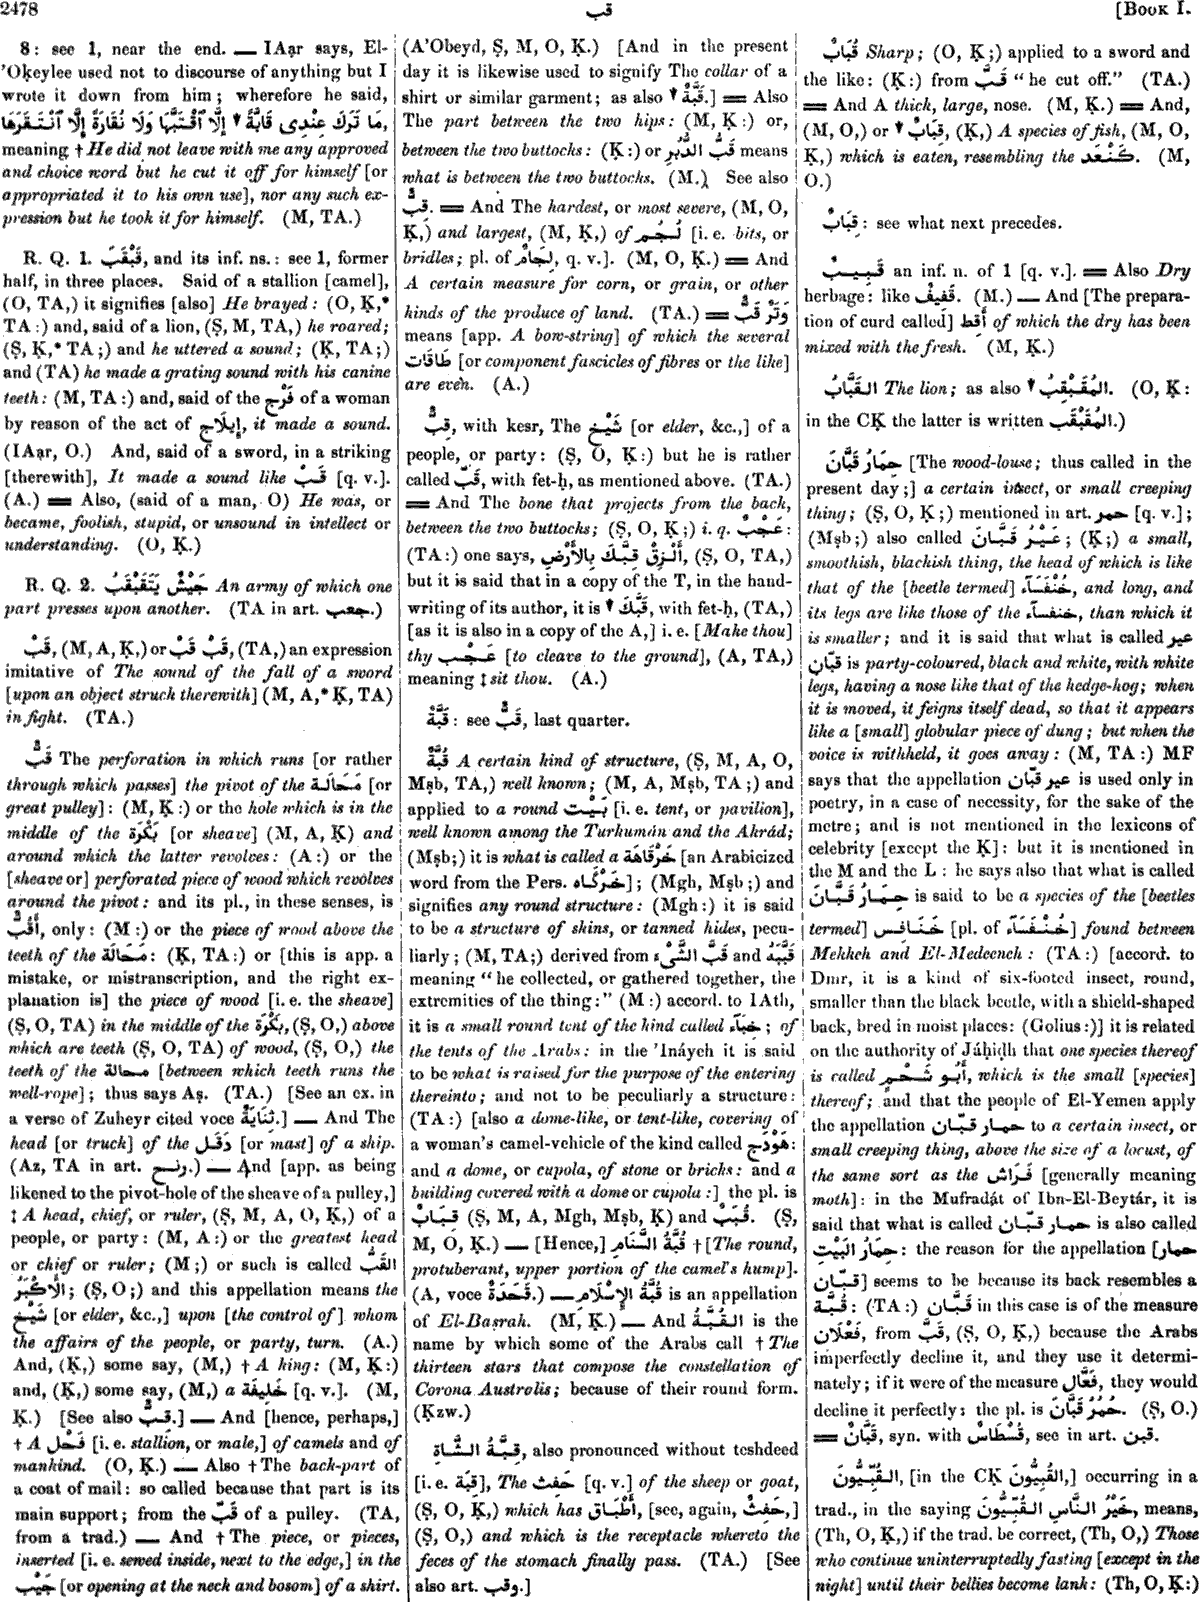 2478
قب
[Book I.
8: see 1, near the end. — IAạr says, El-
'Oḳeylee used not to discourse of anything but I
wrote it down from him; wherefore he said,
مَا تَرَكَ عِنْدِى قَابَّةً ▼ إِلَّا ٱقْتَبَّهَا وَلَا نُقَارَةً إِلَّا ٱنْتَقَرَهَا,
meaning † He did not leave with me any approved
and choice word but he cut it off for himself [or
appropriated it to his own use], nor any such ex-
pression but he took it for himself. (M, TA.)
R. Q. 1. قَبْقَبَ, and its inf. ns.: see 1, former
half, in three places. Said of a stallion [camel],
(O, TA,) it signifies [also] He brayed: (O, Ḳ,*
TA:) and, said of a lion, (Ṣ, M, TA,) he roared;
(Ṣ, Ḳ,* TA;) and he uttered a sound; (Ḳ, TA;)
and (TA) he made a grating sound with his canine
teeth: (M, TA:) and, said of the فَرْج of a woman
by reason of the act of إِيلَاج, it made a sound.
(IAạr, O.) And, said of a sword, in a striking
[therewith], It made a sound like قَبْ [q. v.].
(A.) ═ Also, (said of a man, O) He was, or
became, foolish, stupid, or unsound in intellect or
understanding. (O, Ḳ.)
R. Q. 2. جَيْشٌ يَتَقَبْقَبُ An army of which one
part presses upon another. (TA in art. جعب.)
قَبْ, (M, A, Ḳ,) or قَبْ قَبْ, (TA,) an expression
imitative of The sound of the fall of a sword
[upon an object struck therewith] (M, A,* Ḳ, TA)
in fight. (TA.)
قَبٌّ The perforation in which runs [or rather
through which passes] the pivot of the مَحَالَة [or
great pulley]: (M, Ḳ:) or the hole which is in the
middle of the بَكْرَة [or sheave] (M, A, Ḳ) and
around which the latter revolves: (A:) or the
[sheave or] perforated piece of wood which revolves
around the pivot: and its pl., in these senses, is
أَقُبٌّ, only: (M:) or the piece of wood above the
teeth of the مَحَالَة: (Ḳ, TA:) or [this is app. a
mistake, or mistranscription, and the right ex-
planation is] the piece of wood [i. e. the sheave]
(Ṣ, O, TA) in the middle of the بَكْرَة, (Ṣ, O,) above
which are teeth (Ṣ, O, TA) of wood, (Ṣ, O,) the
teeth of the محالة [between which teeth runs the
well-rope]; thus says Aṣ. (TA.) [See an ex. in
a verse of Zuheyr cited voce ثِنَايَةٌ.] — And The
head [or truck] of the دَقَل [or mast] of a ship.
(Az, TA in art. رنح.) — And [app. as being
likened to the pivot-hole of the sheave of a pulley,]
‡ A head, chief, or ruler, (Ṣ, M, A, O, Ḳ,) of a
people, or party: (M, A:) or the greatest head
or chief or ruler; (M;) or such is called القَبُّ
الأَكْبَرُ; (Ṣ, O;) and this appellation means the
شَيْخ [or elder, &c.,] upon [the control of] whom
the affairs of the people, or party, turn. (A.)
And, (Ḳ,) some say, (M,) † A king: (M, Ḳ:)
and, (Ḳ,) some say, (M,) a خَلِيفَة [q. v.]. (M,
Ḳ.) [See also قِبٌّ.] — And [hence, perhaps,]
† A فَحْل [i. e. stallion, or male,] of camels and of
mankind. (O, Ḳ.) — Also † The back-part of
a coat of mail: so called because that part is its
main support; from the قَبّ of a pulley. (TA,
from a trad.) — And † The piece, or pieces,
inserted [i. e. sewed inside, next to the edge,] in the
جَيْب [or opening at the neck and bosom] of a shirt.
(A'Obeyd, Ṣ, M, O, Ḳ.) [And in the present
day it is likewise used to signify The collar of a
shirt or similar garment; as also ▼ قَبَّةٌ.] ═ Also
The part between the two hips: (M, Ḳ:) or,
between the two buttocks: (Ḳ:) or قَبُّ الدُّبُرِ means
what is between the two buttocks. (M.) See also
قِبٌّ. ═ And The hardest, or most severe, (M, O,
Ḳ,) and largest, (M, Ḳ,) of لُجُم [i. e. bits, or
bridles; pl. of لِجَامٌ, q. v.]. (M, O, Ḳ.) ═ And
A certain measure for corn, or grain, or other
kinds of the produce of land. (TA.) ═ وَتَرٌ قَبٌّ
means [app. A bow-string] of which the several
طَاقَات [or component fascicles of fibres or the like]
are even. (A.)
قِبٌّ, with kesr, The شَيْخ [or elder, &c.,] of a
people, or party: (Ṣ, O, Ḳ:) but he is rather
called قَبٌّ, with fet-ḥ, as mentioned above. (TA.)
═ And The bone that projects from the back,
between the two buttocks; (Ṣ, O, Ḳ;) i. q. عَجْبٌ:
(TA:) one says, أَلْزِقْ قِبَّكَ بِالأَرْضِ, (Ṣ, O, TA,)
but it is said that in a copy of the T, in the hand-
writing of its author, it is ▼ قَبَّكَ, with fet-ḥ, (TA,)
[as it is also in a copy of the A,] i. e. [Make thou]
thy عَجْب [to cleave to the ground], (A, TA,)
meaning ‡ sit thou. (A.)
قَبَّةٌ: see قَبٌّ, last quarter.
قُبَّةٌ A certain kind of structure, (Ṣ, M, A, O,
Mṣb, TA,) well known; (M, A, Mṣb, TA;) and
applied to a round بَيْت [i. e. tent, or pavilion],
well known among the Turkumán and the Akrád;
(Mṣb;) it is what is called a خَرْقَاهَة [an Arabicized
word from the Pers. خَرْگَاه]; (Mgh, Mṣb;) and
signifies any round structure: (Mgh:) it is said
to be a structure of skins, or tanned hides, pecu-
liarly; (M, TA;) derived from قَبَّ الشَّىْءَ and قَبَّبَهُ
meaning "he collected, or gathered together, the
extremities of the thing:" (M:) accord. to IAth,
it is a small round tent of the kind called خِبَآء; of
the tents of the Arabs: in the 'Ináyeh it is said
to be what is raised for the purpose of the entering
thereinto; and not to be peculiarly a structure:
(TA:) [also a dome-like, or tent-like, covering of
a woman's camel-vehicle of the kind called هَوْدَج:
and a dome, or cupola, of stone or bricks: and a
building covered with a dome or cupola:] the pl. is
قِبَابٌ (Ṣ, M, A, Mgh, Mṣb, Ḳ) and قُبَبٌ. (Ṣ,
M, O, Ḳ.) — [Hence,] قُبَّةُ السَّنَامِ † [The round,
protuberant, upper portion of the camel's hump].
(A, voce قَحَدَةٌ.) — قُبَّةُ الإِسْلَامِ is an appellation
of El-Baṣrah. (M, Ḳ.) — And القُبَّةُ is the
name by which some of the Arabs call † The
thirteen stars that compose the constellation of
Corona Australis; because of their round form.
(Ḳzw.)
قِبَّةُ الشَّاةِ, also pronounced without teshdeed
[i. e. قِبَة], The حَفِث [q. v.] of the sheep or goat,
(Ṣ, O, Ḳ,) which has أَطْبَاق, [see, again, حَفِثٌ,]
(Ṣ, O,) and which is the receptacle whereto the
feces of the stomach finally pass. (TA.) [See
also art. وقب.]
قُبَابٌ Sharp; (O, Ḳ;) applied to a sword and
the like: (Ḳ:) from قَبَّ "he cut off." (TA.)
═ And A thick, large, nose. (M, Ḳ.) ═ And,
(M, O,) or ▼ قِبَابٌ, (Ḳ,) A species of fish, (M, O,
Ḳ,) which is eaten, resembling the كَنْعَد. (M,
O.)
قِبَابٌ: see what next precedes.
قَبِيبٌ an inf. n. of 1 [q. v.]. ═ Also Dry
herbage: like قَفِيفٌ. (M.) — And [The prepara-
tion of curd called] أَقِط of which the dry has been
mixed with the fresh. (M, Ḳ.)
القَبَّابُ The lion; as also ▼ المُقَبْقِبُ. (O, Ḳ:
in the CḲ the latter is written المُقَبْقَب.)
حِمَارُ قَبَّانَ [The wood-louse; thus called in the
present day;] a certain insect, or small creeping
thing; (Ṣ, O, Ḳ;) mentioned in art. حمر [q. v.];
(Mṣb;) also called عَيْرُ قَبَّانَ; (Ḳ;) a small,
smoothish, blackish thing, the head of which is like
that of the [beetle termed] خُنْفَسَآء, and long, and
its legs are like those of the خنفسآء, than which it
is smaller; and it is said that what is called عير
قبّان is party-coloured, black and white, with white
legs, having a nose like that of the hedge-hog; when
it is moved, it feigns itself dead, so that it appears
like a [small] globular piece of dung; but when the
voice is withheld, it goes away: (M, TA:) MF
says that the appellation عير قبّان is used only in
poetry, in a case of necessity, for the sake of the
metre; and is not mentioned in the lexicons of
celebrity [except the Ḳ]: but it is mentioned in
the M and the L: he says also that what is called
حِمَارُ قَبَّانَ is said to be a species of the [beetles
termed] خَنَافِس [pl. of خُنْفَسَآء] found between
Mekkeh and El-Medeeneh: (TA:) [accord. to
Dmr, it is a kind of six-footed insect, round,
smaller than the black beetle, with a shield-shaped
back, bred in moist places: (Golius:)] it is related
on the authority of Jáḥiḍh that one species thereof
is called أَبُو شَحْمٍ, which is the small [species]
thereof; and that the people of El-Yemen apply
the appellation حمار قبّان to a certain insect, or
small creeping thing, above the size of a locust, of
the same sort as the فَرَاش [generally meaning
moth]: in the Mufradát of Ibn-El-Beytár, it is
said that what is called حمار قبّان is also called
حِمَارُ البَيْتِ: the reason for the appellation [حمار
قبّان] seems to be because its back resembles a
قُبَّة: (TA:) قَبَّان in this case is of the measure
فَعْلَان, from قَبَّ, (Ṣ, O, Ḳ,) because the Arabs
imperfectly decline it, and they use it determi-
nately; if it were of the measure فَعَّال, they would
decline it perfectly: the pl. is حُمُرُ قَبَّانَ. (Ṣ, O.)
═ قَبَّانٌ, syn. with قُسْطَاسٌ, see in art. قبن.
القُبِّيُّونَ, [in the CḲ القُبِيُّونَ,] occurring in a
trad., in the saying خَيْرُ النَّاسِ القُبِّيُّونَ, means,
(Th, O, Ḳ,) if the trad. be correct, (Th, O,) Those
who continue uninterruptedly fasting [except in the
night] until their bellies become lank: (Th, O, Ḳ:)